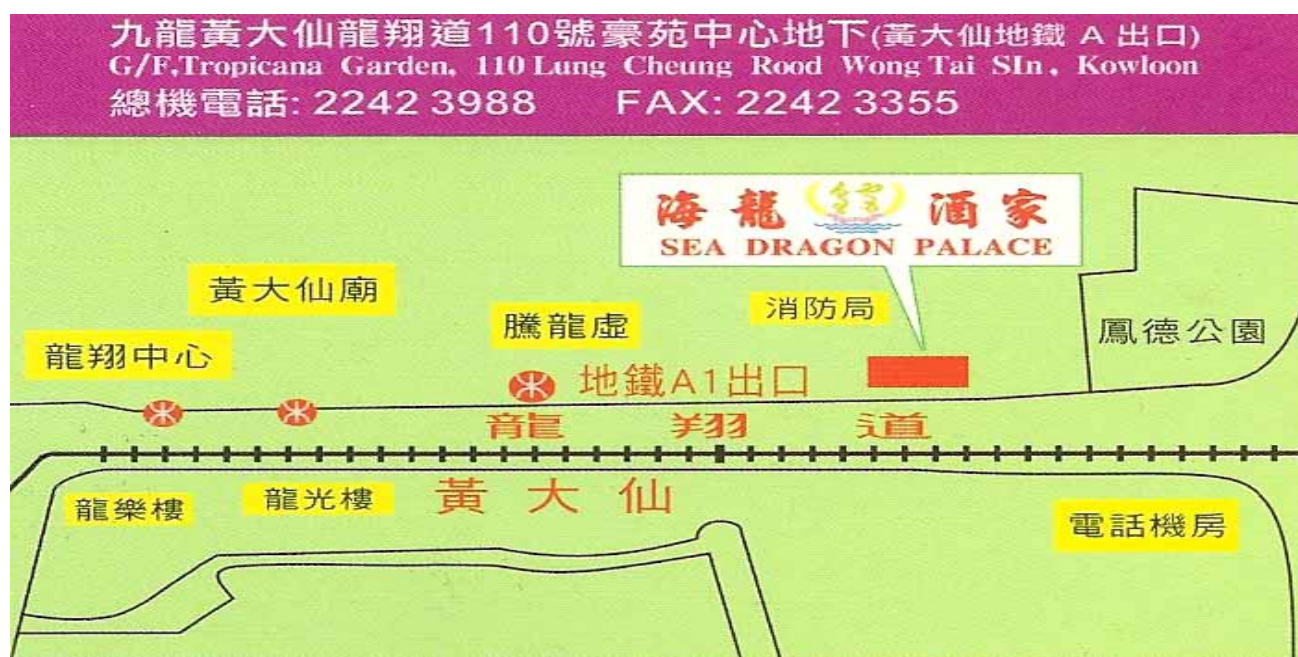 九龍黃大仙龍翔道110號豪苑中心地下(黃大仙地鐵 A 出口)
G/F,Tropicana Garden, 110 Lung Cheung Rood Wong Tai SIn, Kowloon
總機電話: 2242 3988 FAX: 2242 3355
海龍 酒家
SEA DRAGON PALACE
黃大仙廟
消防局
騰龍虛
鳳德公園
龍翔中心
地鐵A1出口
龍翔道
龍樂樓
龍光樓
黃大仙
電話機房